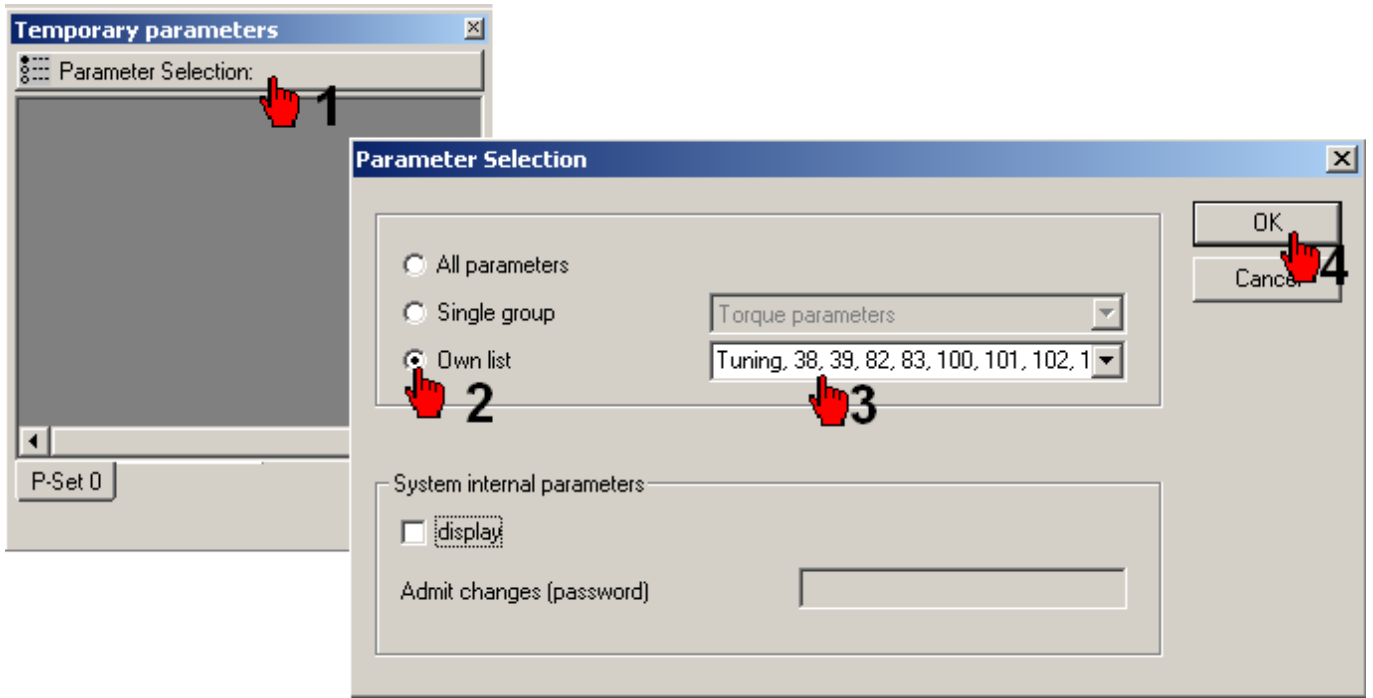 Temporary parameters
Parameter Selection:
1
Parameter Selection
OK
4
Cancel
All parameters
Single group
Torque parameters
Own list
Tuning, 38, 39, 82, 83, 100, 101, 102, 1
2
3
P-Set 0
System internal parameters
display
Admit changes (password)